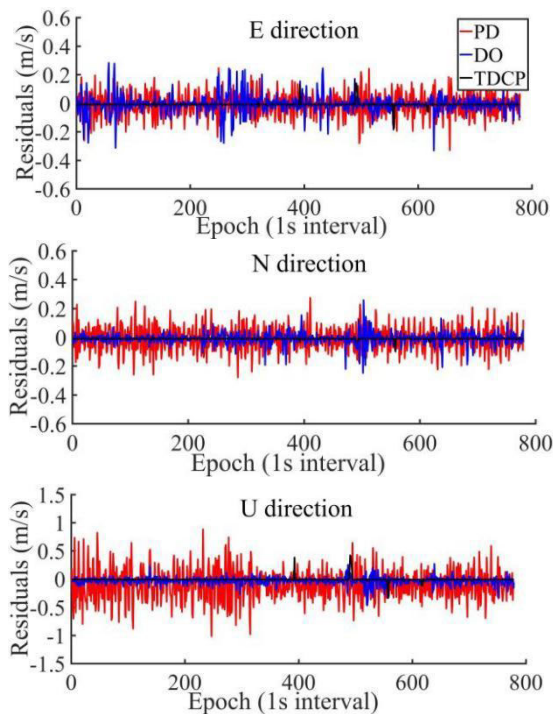 E direction
PD
DO
TDCP
Residuals (m/s)
0.6
0.4
0.2
0
-0.2
-0.4
-0.6
0 200 400 600 800
Epoch (1s interval)
N direction
Residuals (m/s)
0.6
0.4
0.2
0
-0.2
-0.4
-0.6
0 200 400 600 800
Epoch (1s interval)
U direction
Residuals (m/s)
1.5
1
0.5
0
-0.5
-1
-1.5
0 200 400 600 800
Epoch (1s interval)